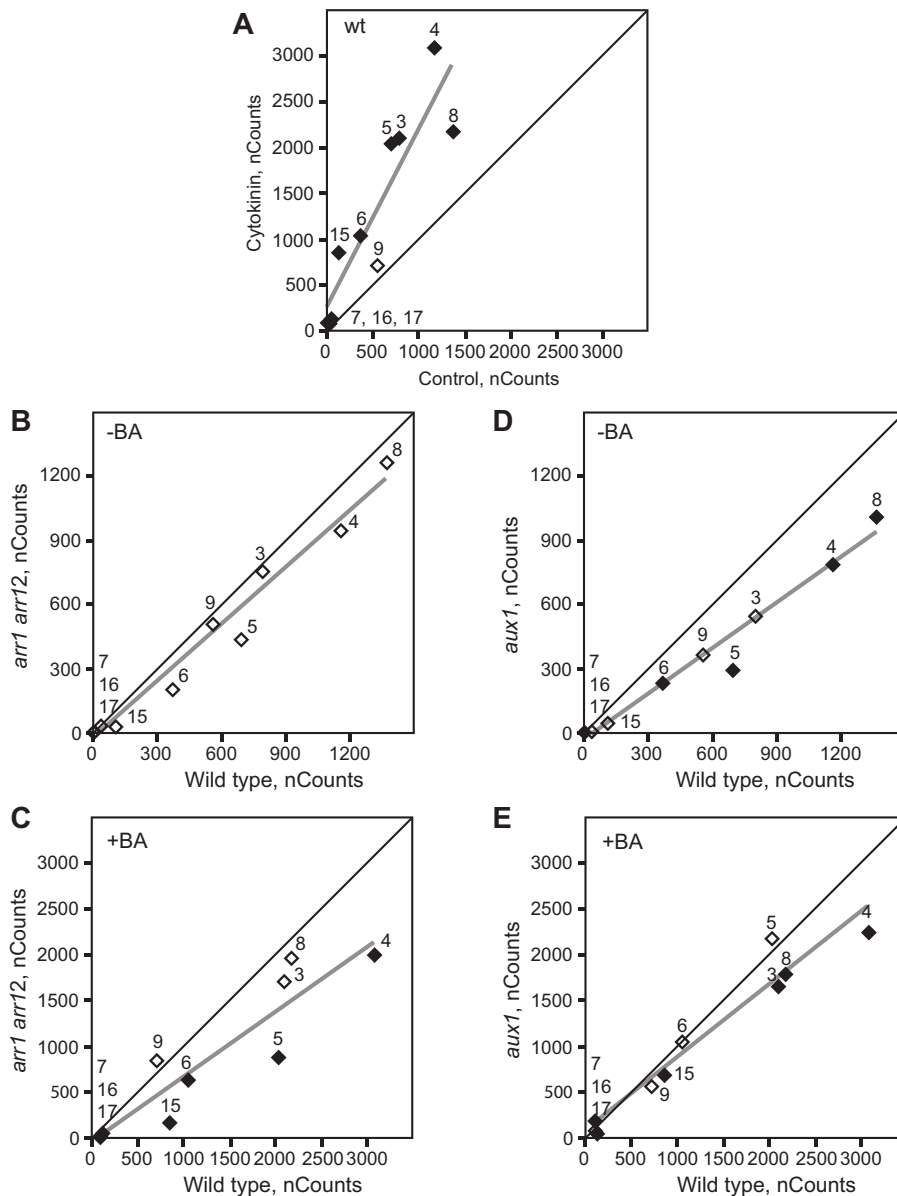 A
wt
4
3000
2500
5 3
8
2000
1500
6
1000
15
9
500
7, 16, 17
0
Cytokinin, nCounts
0 500 1000 1500 2000 2500 3000
Control, nCounts
B
-BA
8
1200
4
900
3
9
600
5
7
300
6
16
17
15
0
arr1 arr12, nCounts
0 300 600 900 1200
Wild type, nCounts
D
-BA
8
1200
4
900
3
600
9
7
6
5
300
16
17
15
0
aux1, nCounts
0 300 600 900 1200
Wild type, nCounts
C
+BA
3000
2500
8
4
2000
3
1500
9
5
1000
7
6
16
500
17
15
0
arr1 arr12, nCounts
0 500 1000 1500 2000 2500 3000
Wild type, nCounts
E
+BA
3000
2500
5
4
2000
8
3
1500
6
1000
7
15
16
9
500
17
0
aux1, nCounts
0 500 1000 1500 2000 2500 3000
Wild type, nCounts